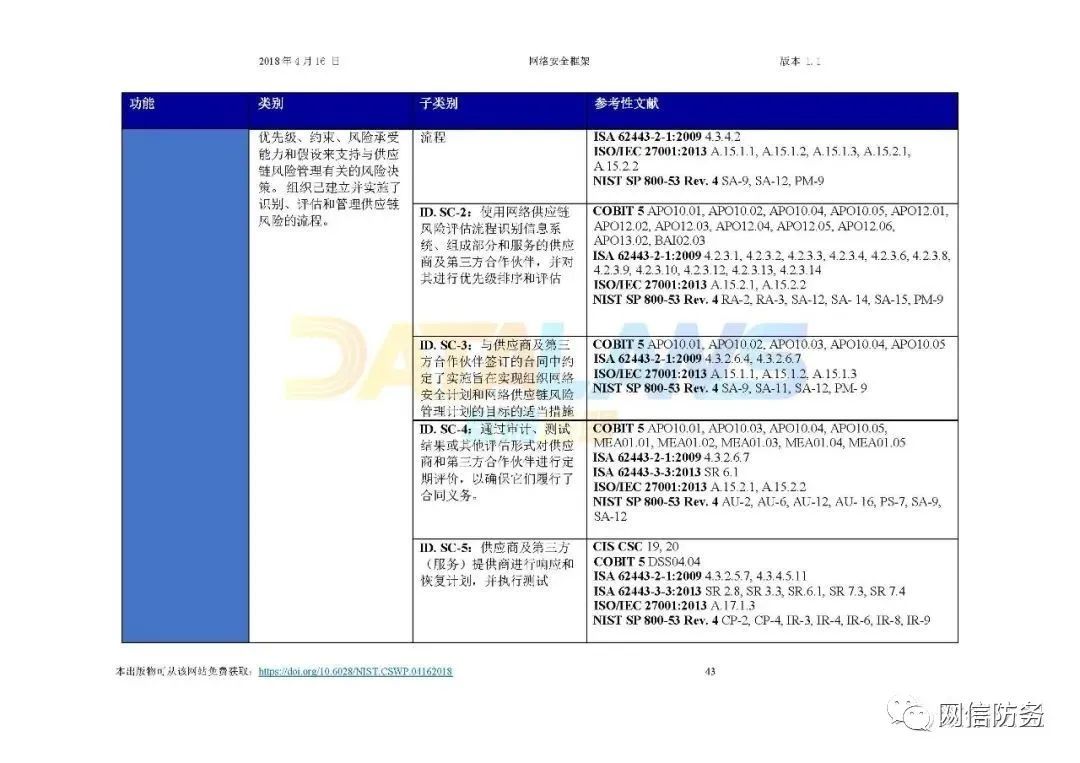 2018 年 4 月 16 日 网络安全框架 版本 1.1
功能 类别 子类别 参考性文献
优先级、约束、风险承受
能力和假设来支持与供应
链风险管理有关的风险决
策。 组织已建立并实施了
识别、评估和管理供应链
风险的流程。
流程
ISA 62443-2-1:2009 4.3.4.2
ISO/IEC 27001:2013 A.15.1.1, A.15.1.2, A.15.1.3, A.15.2.1,
A.15.2.2
NIST SP 800-53 Rev. 4 SA-9, SA-12, PM-9
ID. SC-2：使用网络供应链
风险评估流程识别信息系
统、组成部分和服务的供应
商及第三方合作伙伴，并对
其进行优先级排序和评估
COBIT 5 APO10.01, APO10.02, APO10.04, APO10.05, APO12.01,
APO12.02, APO12.03, APO12.04, APO12.05, APO12.06,
APO13.02, BAI02.03
ISA 62443-2-1:2009 4.2.3.1, 4.2.3.2, 4.2.3.3, 4.2.3.4, 4.2.3.6, 4.2.3.8,
4.2.3.9, 4.2.3.10, 4.2.3.12, 4.2.3.13, 4.2.3.14
ISO/IEC 27001:2013 A.15.2.1, A.15.2.2
NIST SP 800-53 Rev. 4 RA-2, RA-3, SA-12, SA- 14, SA-15, PM-9
ID. SC-3：与供应商及第三
方合作伙伴签订的合同中约
定了实施旨在实现组织网络
安全计划和网络供应链风险
管理计划的目标的适当措施
COBIT 5 APO10.01, APO10.02, APO10.03, APO10.04, APO10.05
ISA 62443-2-1:2009 4.3.2.6.4, 4.3.2.6.7
ISO/IEC 27001:2013 A.15.1.1, A.15.1.2, A.15.1.3
NIST SP 800-53 Rev. 4 SA-9, SA-11, SA-12, PM- 9
ID. SC-4：通过审计、测试
结果或其他评估形式对供应
商和第三方合作伙伴进行定
期评价，以确保它们履行了
合同义务。
COBIT 5 APO10.01, APO10.03, APO10.04, APO10.05,
MEA01.01, MEA01.02, MEA01.03, MEA01.04, MEA01.05
ISA 62443-2-1:2009 4.3.2.6.7
ISA 62443-3-3:2013 SR 6.1
ISO/IEC 27001:2013 A.15.2.1, A.15.2.2
NIST SP 800-53 Rev. 4 AU-2, AU-6, AU-12, AU- 16, PS-7, SA-9,
SA-12
ID. SC-5：供应商及第三方
（服务）提供商进行响应和
恢复计划，并执行测试
CIS CSC 19, 20
COBIT 5 DSS04.04
ISA 62443-2-1:2009 4.3.2.5.7, 4.3.4.5.11
ISA 62443-3-3:2013 SR 2.8, SR 3.3, SR.6.1, SR 7.3, SR 7.4
ISO/IEC 27001:2013 A.17.1.3
NIST SP 800-53 Rev. 4 CP-2, CP-4, IR-3, IR-4, IR-6, IR-8, IR-9
本出版物可从该网站免费获取：https://doi.org/10.6028/NIST.CSWP.04162018 43
网信防务